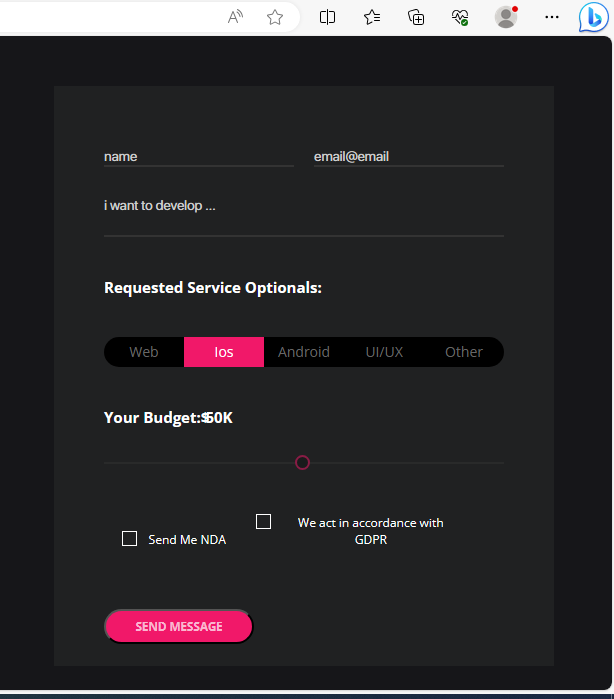 name
email@email
i want to develop ...
Requested Service Optionals:
Web Ios Android UI/UX Other
Your Budget:$50K
We act in accordance with
GDPR
Send Me NDA
SEND MESSAGE